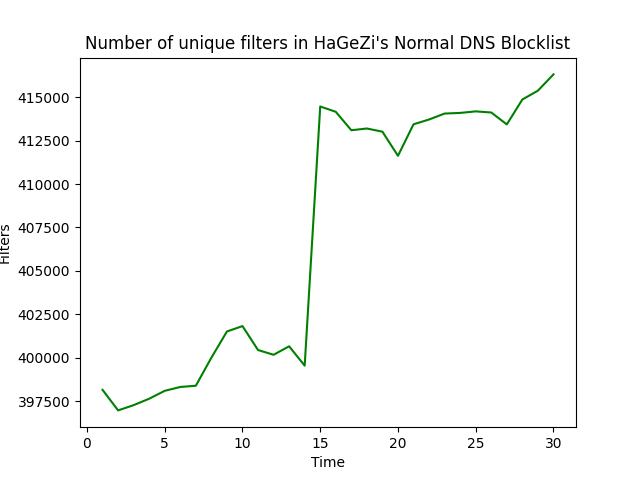 Number of unique filters in HaGeZi's Normal DNS Blocklist
415000
412500
410000
407500
405000
402500
400000
397500
Filters
0 5 10 15 20 25 30
Time